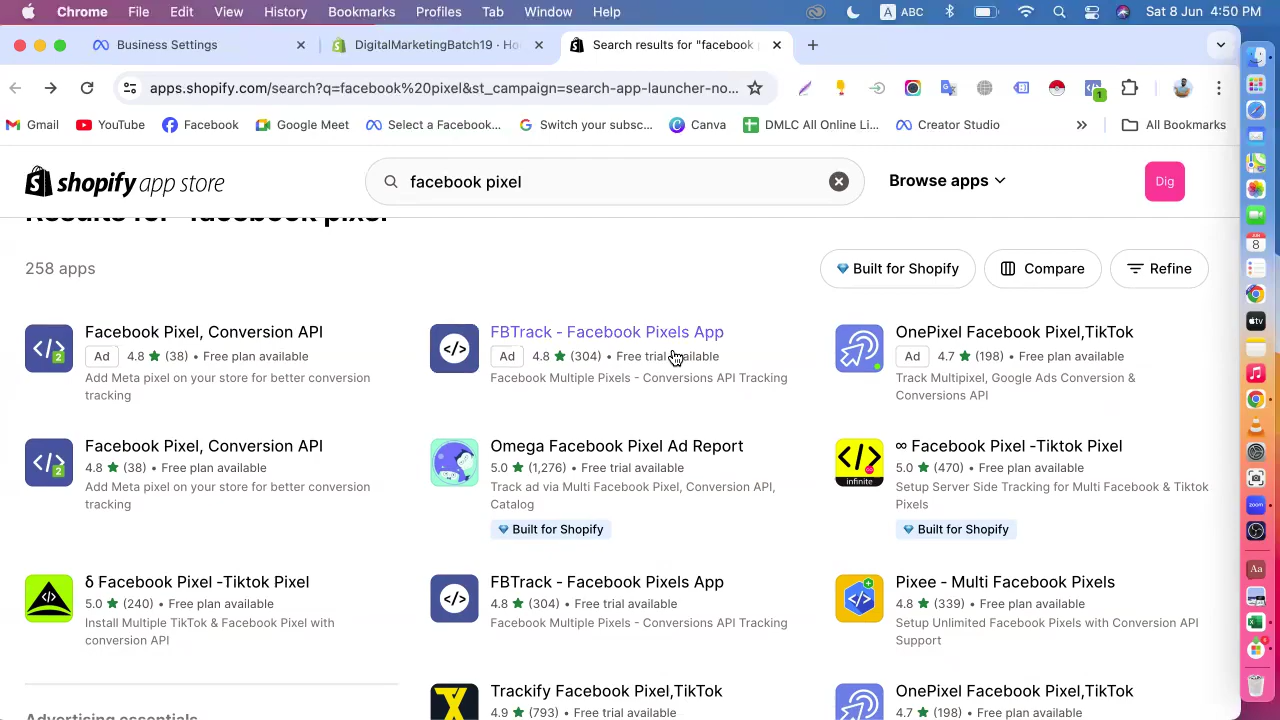 Chrome File Edit View History Bookmarks Profiles Tab Window Help A ABC Sat 8 Jun 4:50 PM
Business Settings DigitalMarketingBatch19 · Ho Search results for "facebook p
apps.shopify.com/search?q=facebook%20pixel&st_campaign=search-app-launcher-no... 1
Gmail YouTube Facebook Google Meet Select a Facebook... Switch your subsc... Canva DMLC All Online Li... Creator Studio » All Bookmarks
shopify app store facebook pixel Browse apps Dig
Results for "facebook pixel"
258 apps Built for Shopify Compare Refine
Facebook Pixel, Conversion API
Ad 4.8 ★ (38) • Free plan available
Add Meta pixel on your store for better conversion
tracking
FBTrack - Facebook Pixels App
Ad 4.8 ★ (304) • Free trial available
Facebook Multiple Pixels - Conversions API Tracking
OnePixel Facebook Pixel,TikTok
Ad 4.7 ★ (198) • Free plan available
Track Multipixel, Google Ads Conversion &
Conversions API
Facebook Pixel, Conversion API
4.8 ★ (38) • Free plan available
Add Meta pixel on your store for better conversion
tracking
Omega Facebook Pixel Ad Report
5.0 ★ (1,276) • Free trial available
Track ad via Multi Facebook Pixel, Conversion API,
Catalog
Built for Shopify
infinite
∞ Facebook Pixel -Tiktok Pixel
5.0 ★ (470) • Free plan available
Setup Server Side Tracking for Multi Facebook & Tiktok
Pixels
Built for Shopify
δ Facebook Pixel -Tiktok Pixel
5.0 ★ (240) • Free plan available
Install Multiple TikTok & Facebook Pixel with
conversion API
FBTrack - Facebook Pixels App
4.8 ★ (304) • Free trial available
Facebook Multiple Pixels - Conversions API Tracking
Pixee - Multi Facebook Pixels
4.8 ★ (339) • Free plan available
Setup Unlimited Facebook Pixels with Conversion API
Support
Advertising essentials
Trackify Facebook Pixel,TikTok
4.9 ★ Free trial available
OnePixel Facebook Pixel,TikTok
4.7 ★ (198) • Free plan available